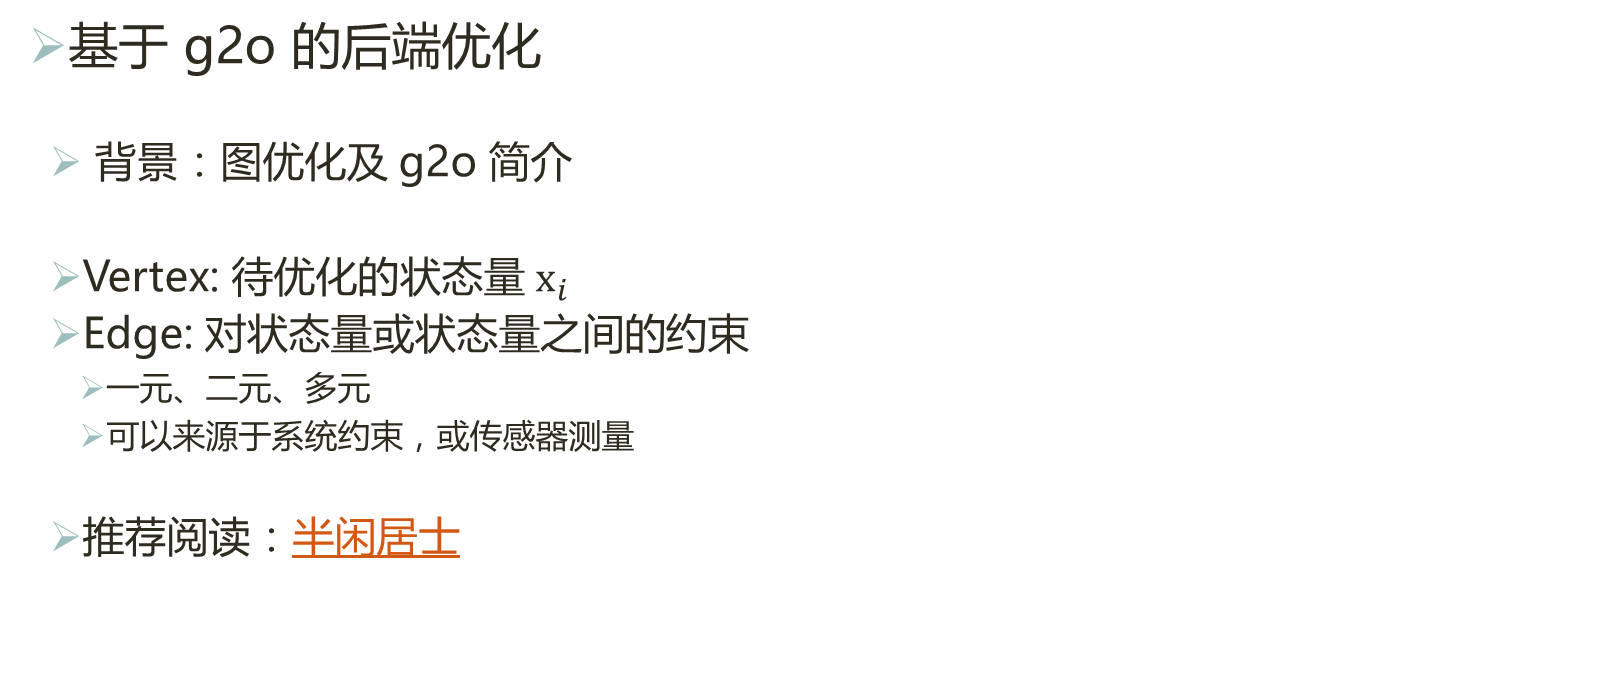 基于 g2o 的后端优化
背景：图优化及 g2o 简介
Vertex: 待优化的状态量 x_i
Edge: 对状态量或状态量之间的约束
一元、二元、多元
可以来源于系统约束，或传感器测量
推荐阅读：半闲居士